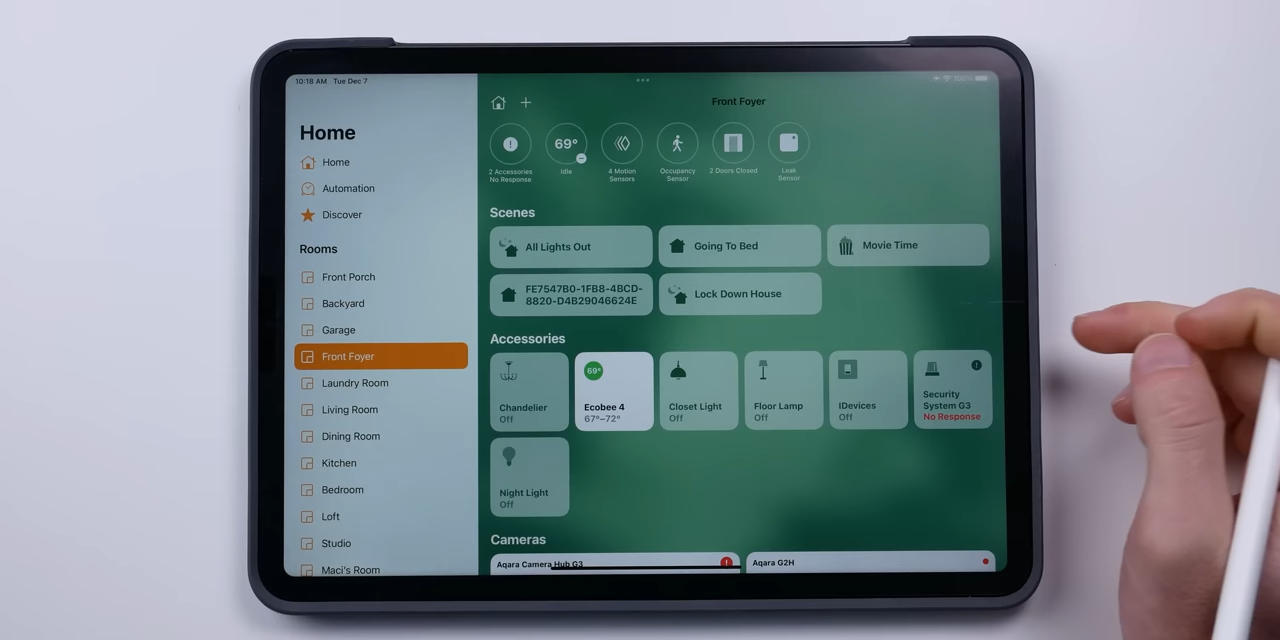 10:18 AM Tue Dec 7
100%
Home
Home
Automation
Discover
Rooms
Front Porch
Backyard
Garage
Front Foyer
Laundry Room
Living Room
Dining Room
Kitchen
Bedroom
Loft
Studio
Maci's Room
Front Foyer
69°
2 Accessories
No Response
Idle
4 Motion
Sensors
Occupancy
Sensor
2 Doors Closed
Leak
Sensor
Scenes
All Lights Out
Going To Bed
Movie Time
FE7547B0-1FB8-4BCD-
8820-D4B29046624E
Lock Down House
Accessories
Chandelier
Off
69°
Ecobee 4
67°–72°
Closet Light
Off
Floor Lamp
Off
IDevices
Off
Security
System G3
No Response
Night Light
Off
Cameras
Aqara Camera Hub G3
Aqara G2H